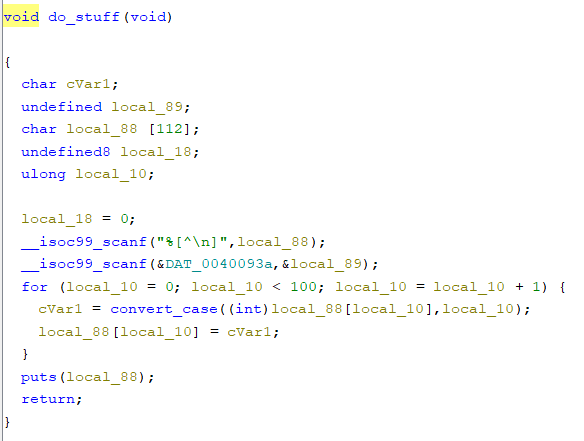 void do_stuff(void)
{
char cVar1;
undefined local_89;
char local_88 [112];
undefined8 local_18;
ulong local_10;
local_18 = 0;
__isoc99_scanf("%[^\n]",local_88);
__isoc99_scanf(&DAT_0040093a,&local_89);
for (local_10 = 0; local_10 < 100; local_10 = local_10 + 1) {
cVar1 = convert_case((int)local_88[local_10],local_10);
local_88[local_10] = cVar1;
}
puts(local_88);
return;
}